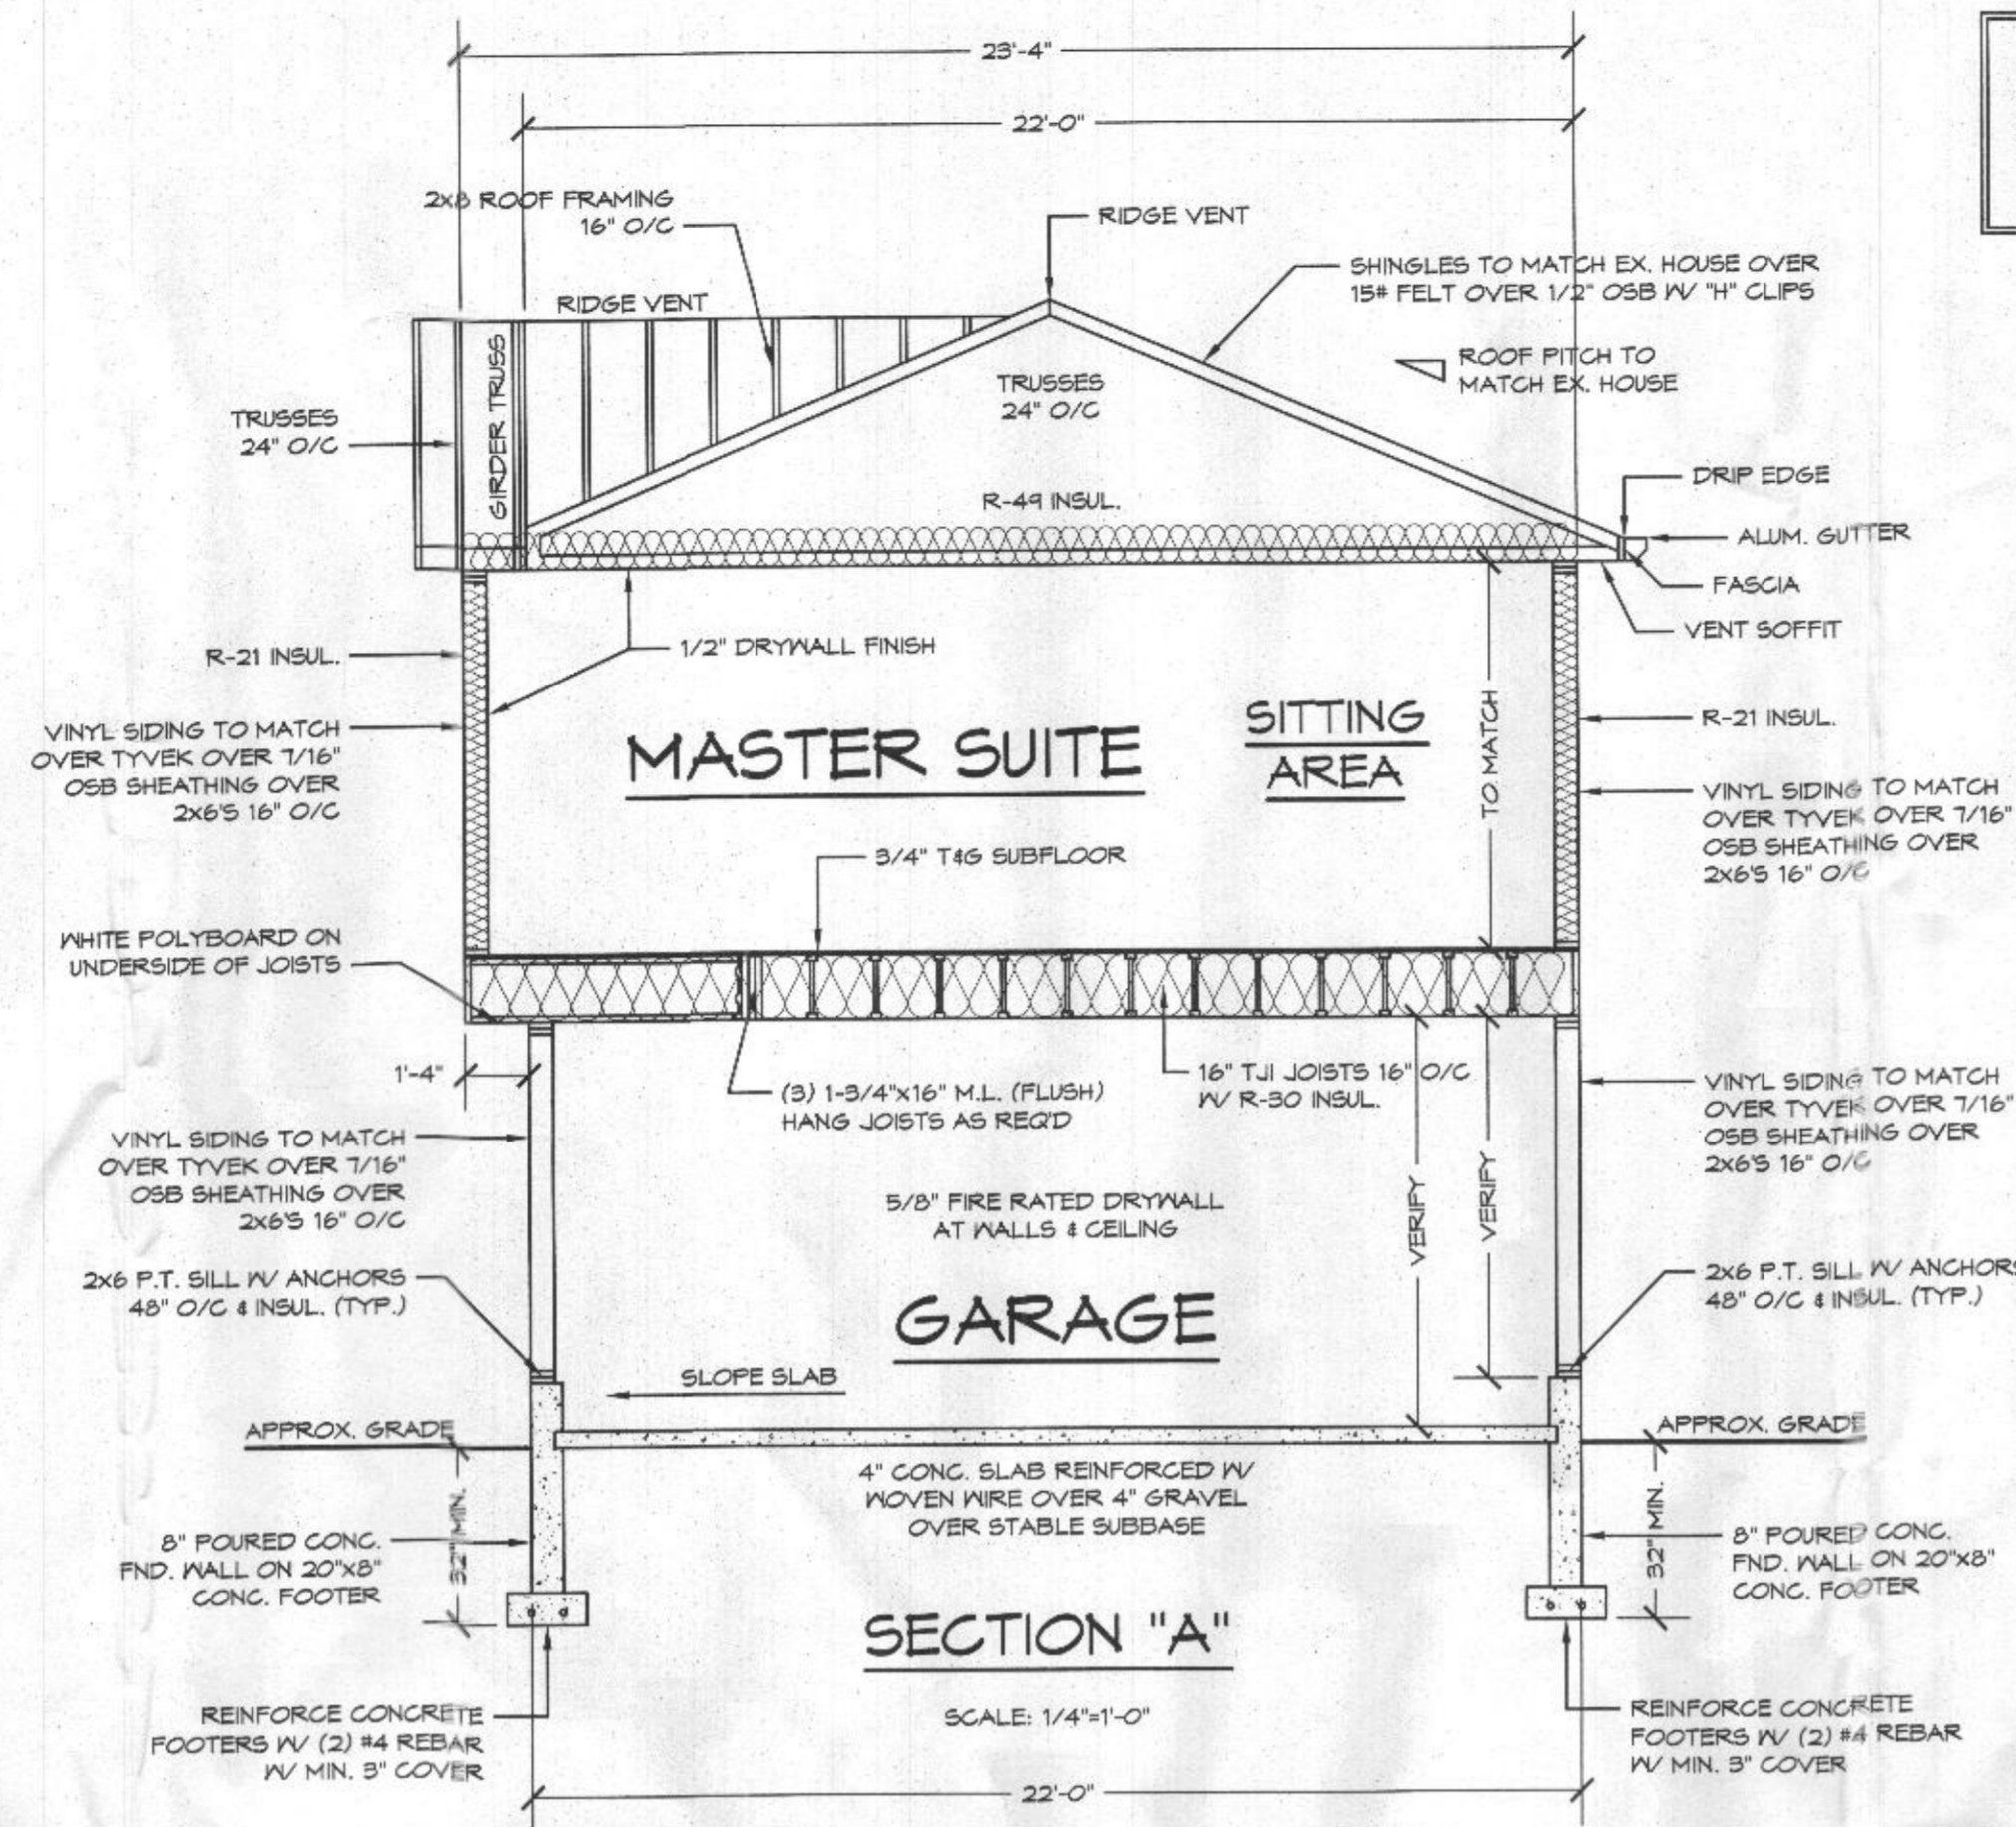 23'-4"
22'-0"
2x8 ROOF FRAMING
16" O/C
RIDGE VENT
RIDGE VENT
SHINGLES TO MATCH EX. HOUSE OVER
15# FELT OVER 1/2" OSB W/ "H" CLIPS
ROOF PITCH TO
MATCH EX. HOUSE
TRUSSES
24" O/C
GIRDER TRUSS
TRUSSES
24" O/C
R-49 INSUL.
DRIP EDGE
ALUM. GUTTER
FASCIA
VENT SOFFIT
R-21 INSUL.
1/2" DRYWALL FINISH
VINYL SIDING TO MATCH
OVER TYVEK OVER 7/16"
OSB SHEATHING OVER
2x6'S 16" O/C
MASTER SUITE
SITTING
AREA
TO MATCH
R-21 INSUL.
VINYL SIDING TO MATCH
OVER TYVEK OVER 7/16"
OSB SHEATHING OVER
2x6'S 16" O/C
3/4" T&G SUBFLOOR
WHITE POLYBOARD ON
UNDERSIDE OF JOISTS
1'-4"
(3) 1-3/4"x16" M.L. (FLUSH)
HANG JOISTS AS REQ'D
16" TJI JOISTS 16" O/C
W/ R-30 INSUL.
VINYL SIDING TO MATCH
OVER TYVEK OVER 7/16"
OSB SHEATHING OVER
2x6'S 16" O/C
VINYL SIDING TO MATCH
OVER TYVEK OVER 7/16"
OSB SHEATHING OVER
2x6'S 16" O/C
5/8" FIRE RATED DRYWALL
AT WALLS & CEILING
VERIFY
VERIFY
2x6 P.T. SILL W/ ANCHORS
48" O/C & INSUL. (TYP.)
GARAGE
2x6 P.T. SILL W/ ANCHORS
48" O/C & INSUL. (TYP.)
SLOPE SLAB
APPROX. GRADE
APPROX. GRADE
4" CONC. SLAB REINFORCED W/
WOVEN WIRE OVER 4" GRAVEL
OVER STABLE SUBBASE
32" MIN.
32" MIN.
8" POURED CONC.
FND. WALL ON 20"x8"
CONC. FOOTER
8" POURED CONC.
FND. WALL ON 20"x8"
CONC. FOOTER
SECTION "A"
SCALE: 1/4"=1'-0"
REINFORCE CONCRETE
FOOTERS W/ (2) #4 REBAR
W/ MIN. 3" COVER
REINFORCE CONCRETE
FOOTERS W/ (2) #4 REBAR
W/ MIN. 3" COVER
22'-0"